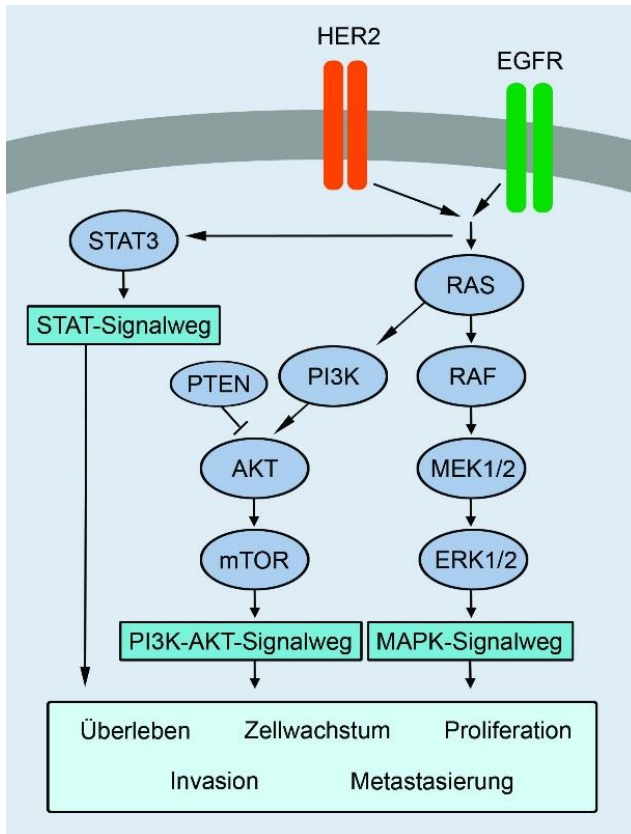 HER2
EGFR
STAT3
RAS
STAT-Signalweg
PTEN
PI3K
RAF
AKT
MEK1/2
mTOR
ERK1/2
PI3K-AKT-Signalweg
MAPK-Signalweg
Überleben
Zellwachstum
Proliferation
Invasion
Metastasierung